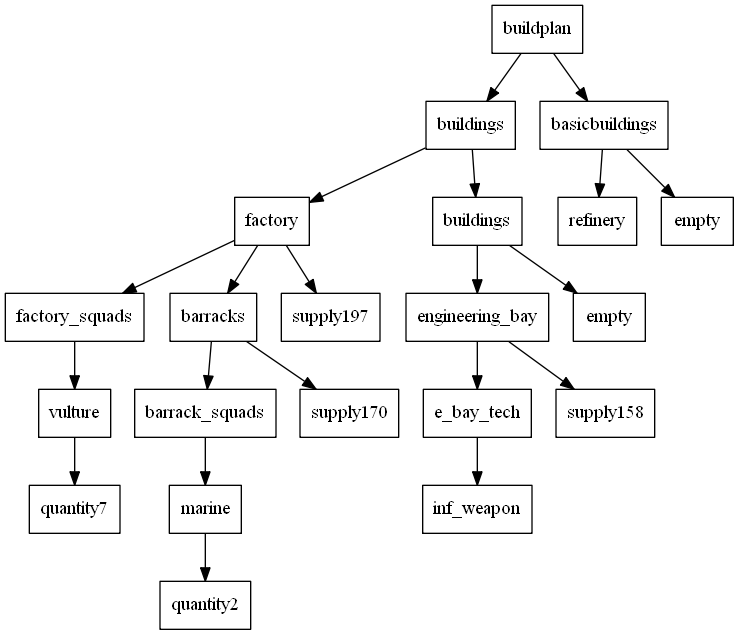 buildplan
buildings
basicbuildings
factory
buildings
refinery
empty
factory_squads
barracks
supply197
engineering_bay
empty
vulture
barrack_squads
supply170
e_bay_tech
supply158
quantity7
marine
inf_weapon
quantity2